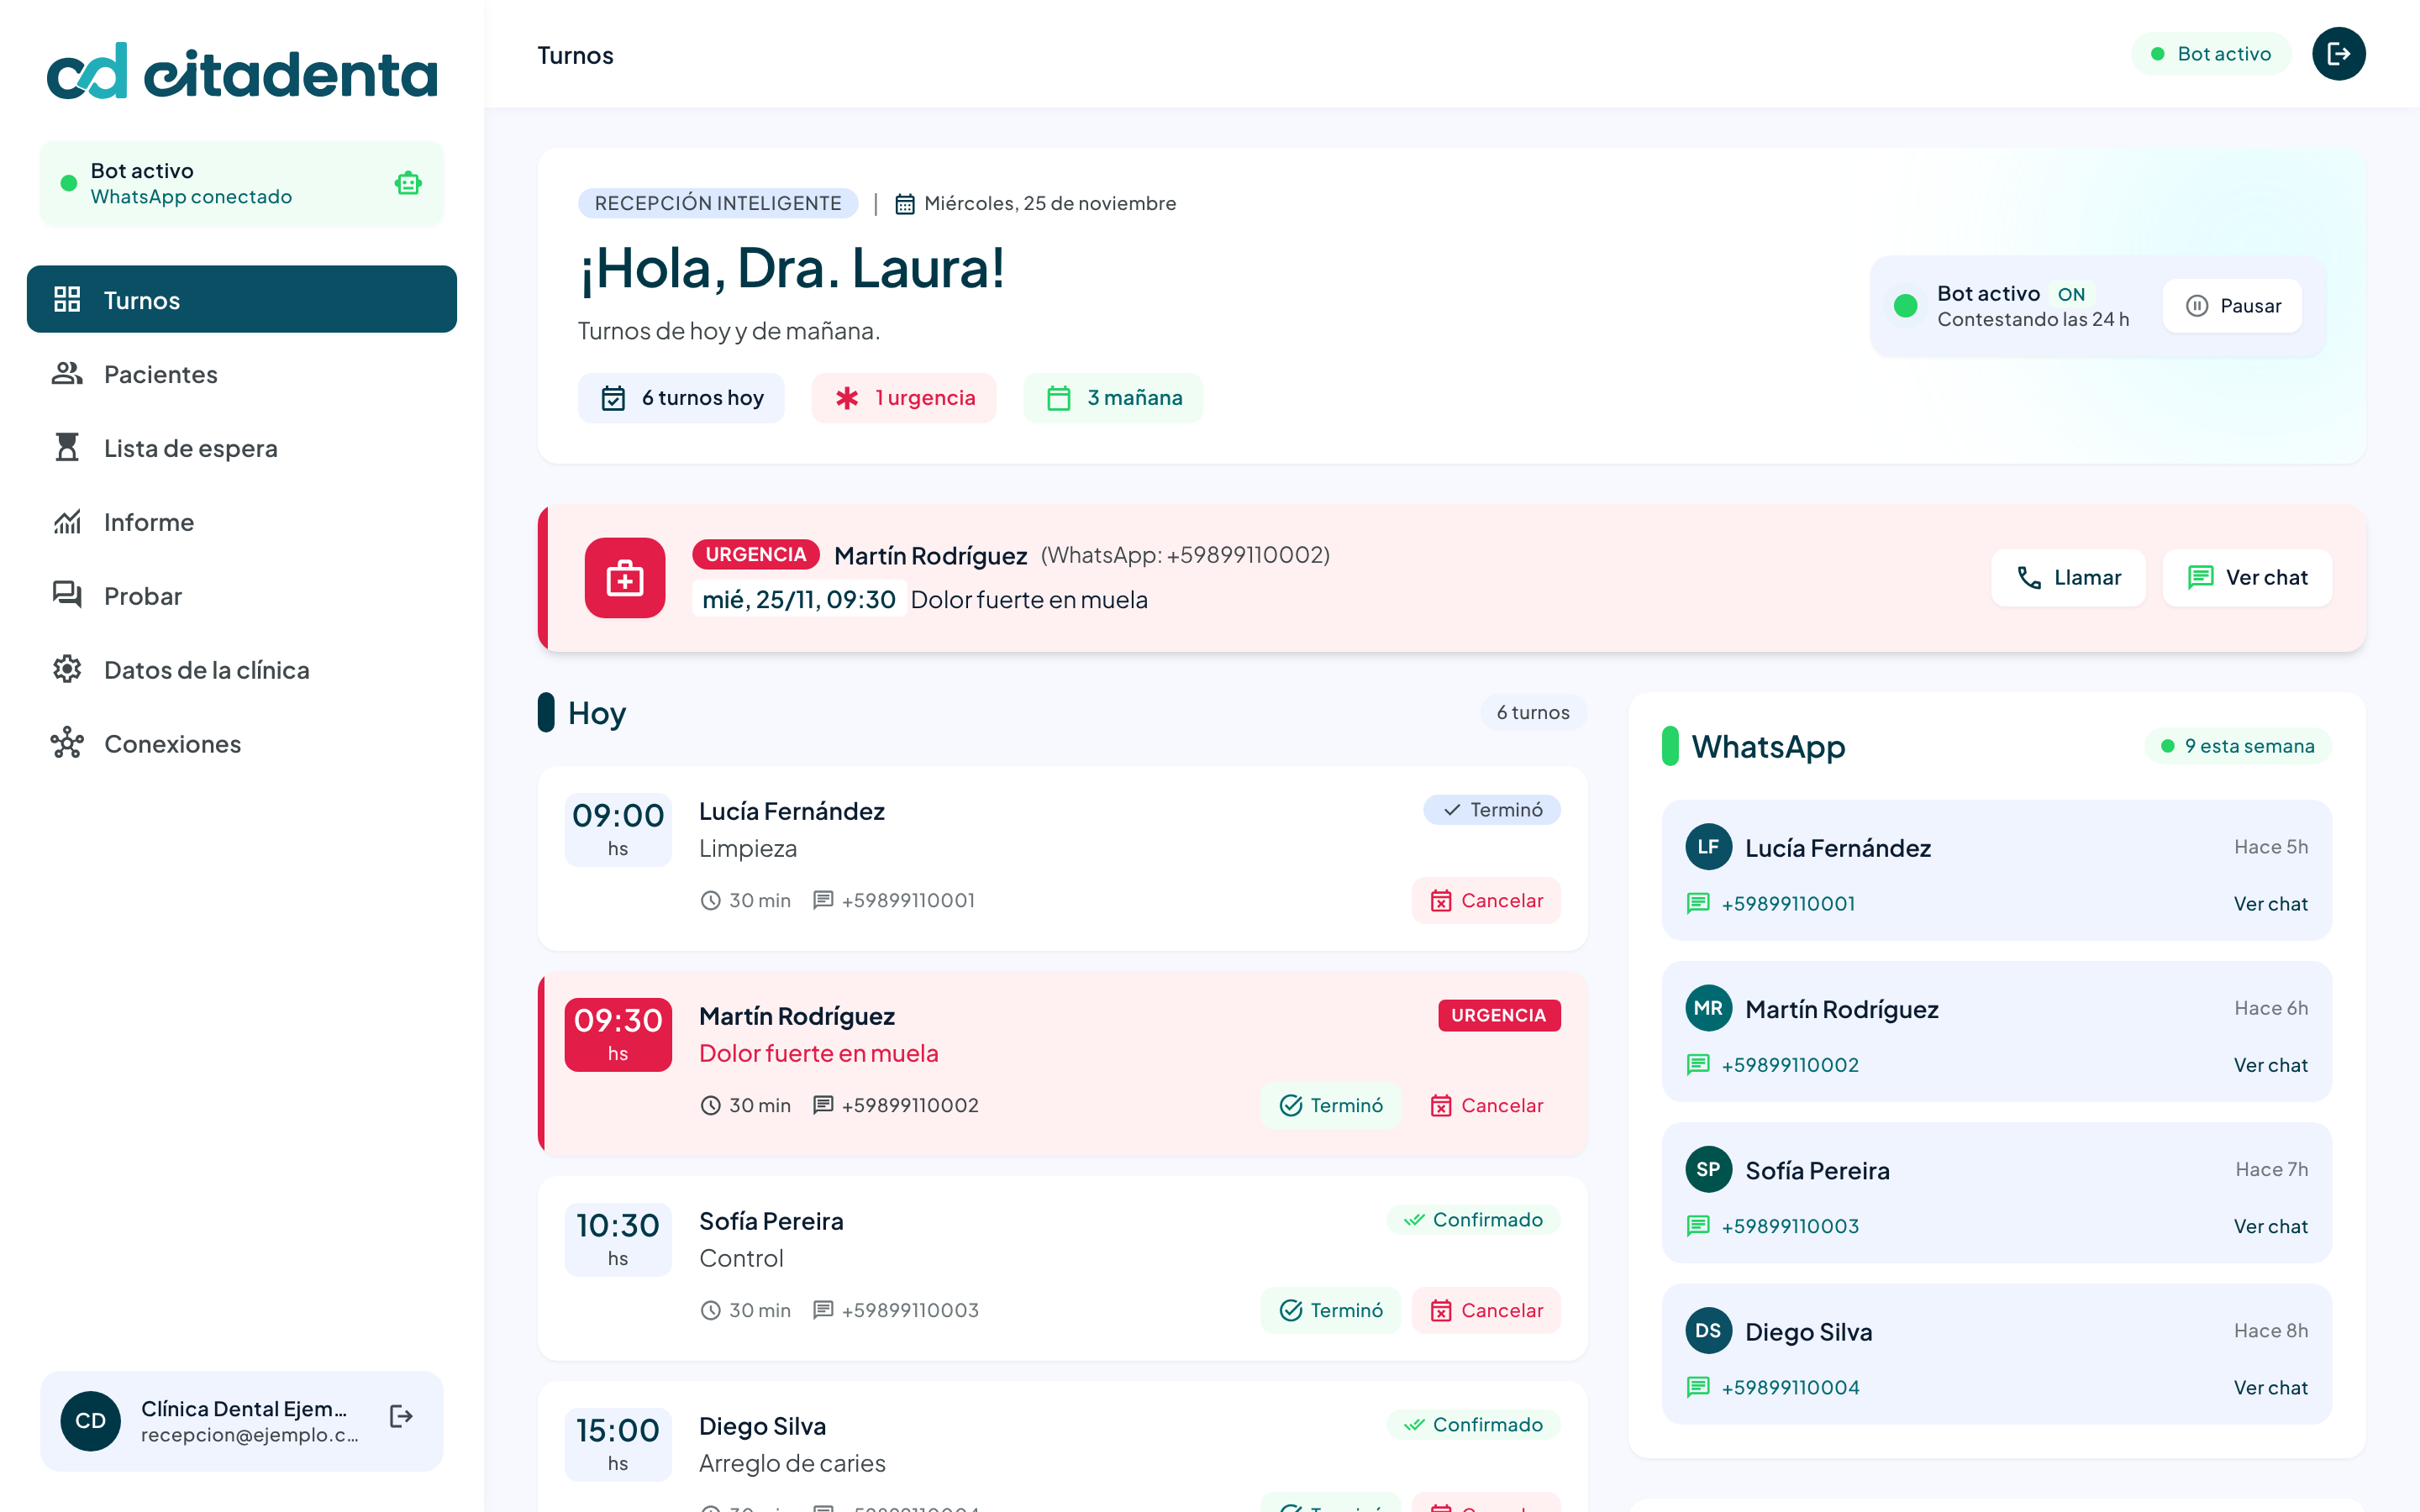 cd citadenta
Bot activo
WhatsApp conectado
Turnos
Pacientes
Lista de espera
Informe
Probar
Datos de la clínica
Conexiones
CD
Clínica Dental Ejem...
recepcion@ejemplo.c...
Turnos
Bot activo
RECEPCIÓN INTELIGENTE | Miércoles, 25 de noviembre
¡Hola, Dra. Laura!
Turnos de hoy y de mañana.
6 turnos hoy
1 urgencia
3 mañana
Bot activo ON
Contestando las 24 h
Pausar
URGENCIA Martín Rodríguez (WhatsApp: +59899110002)
mié, 25/11, 09:30 Dolor fuerte en muela
Llamar
Ver chat
Hoy
6 turnos
09:00
hs
Lucía Fernández
Terminó
Limpieza
30 min +59899110001
Cancelar
09:30
hs
Martín Rodríguez
URGENCIA
Dolor fuerte en muela
30 min +59899110002
Terminó
Cancelar
10:30
hs
Sofía Pereira
Confirmado
Control
30 min +59899110003
Terminó
Cancelar
15:00
hs
Diego Silva
Confirmado
Arreglo de caries
WhatsApp
9 esta semana
LF Lucía Fernández Hace 5h
+59899110001 Ver chat
MR Martín Rodríguez Hace 6h
+59899110002 Ver chat
SP Sofía Pereira Hace 7h
+59899110003 Ver chat
DS Diego Silva Hace 8h
+59899110004 Ver chat